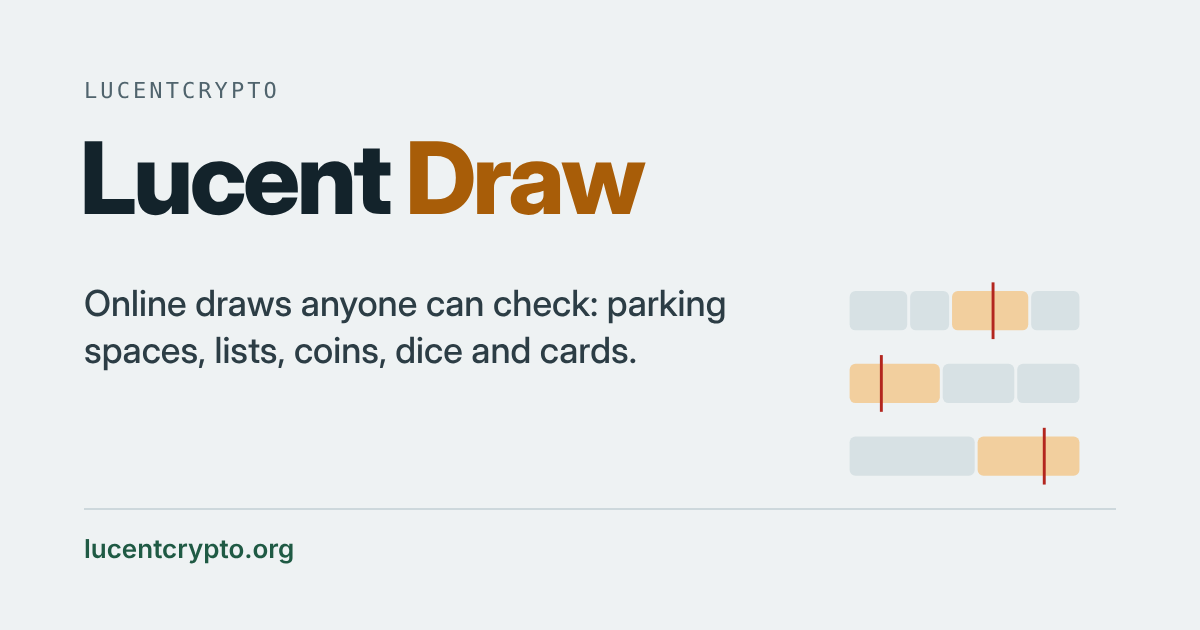 LUCENTCRYPTO
Lucent Draw
Online draws anyone can check: parking
spaces, lists, coins, dice and cards.
lucentcrypto.org